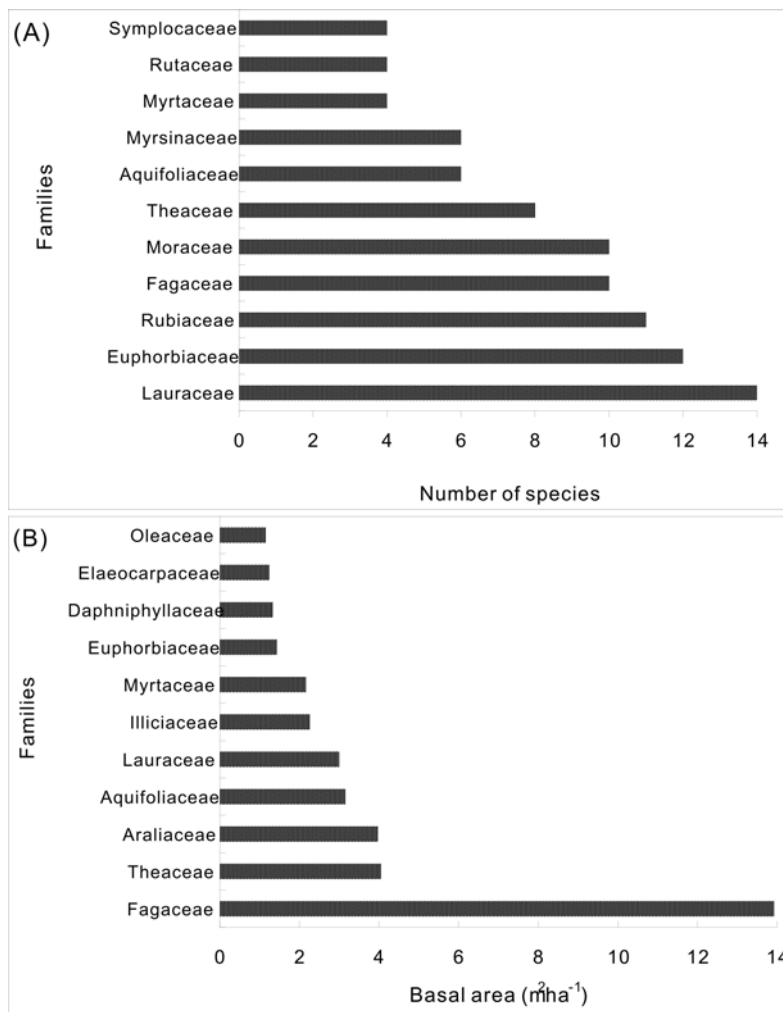 (A)
Families
Symplocaceae
Rutaceae
Myrtaceae
Myrsinaceae
Aquifoliaceae
Theaceae
Moraceae
Fagaceae
Rubiaceae
Euphorbiaceae
Lauraceae
0 2 4 6 8 10 12 14
Number of species
(B)
Families
Oleaceae
Elaeocarpaceae
Daphniphyllaceae
Euphorbiaceae
Myrtaceae
Illiciaceae
Lauraceae
Aquifoliaceae
Araliaceae
Theaceae
Fagaceae
0 2 4 6 8 10 12 14
Basal area (m²ha⁻¹)